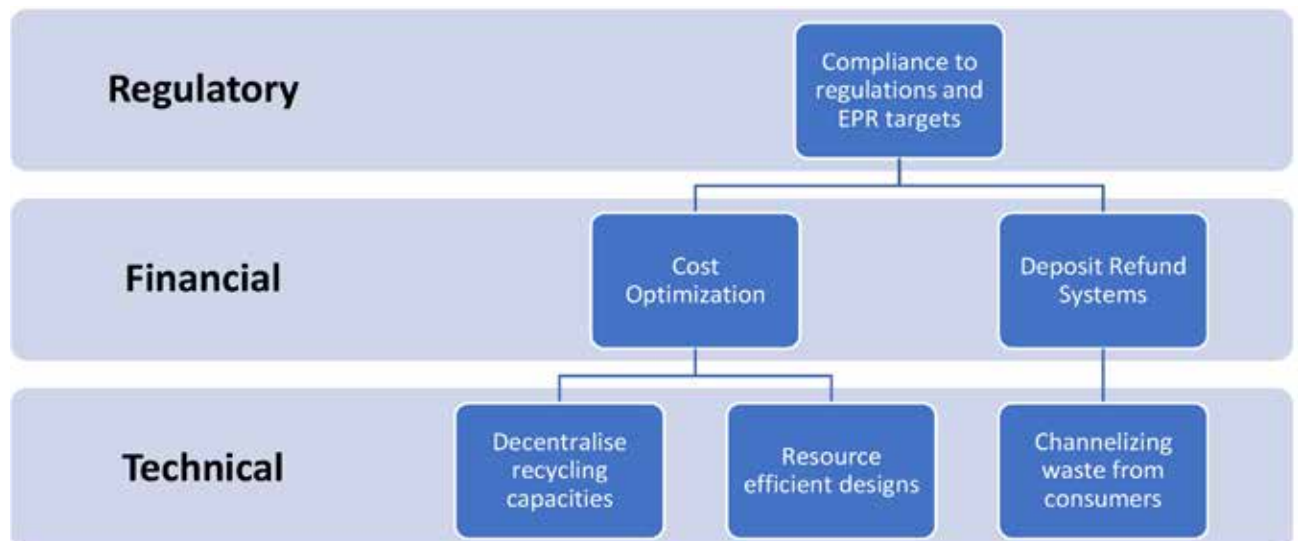 Regulatory
Compliance to
regulations and
EPR targets
Financial
Cost
Optimization
Deposit Refund
Systems
Technical
Decentralise
recycling
capacities
Resource
efficient designs
Channelizing
waste from
consumers